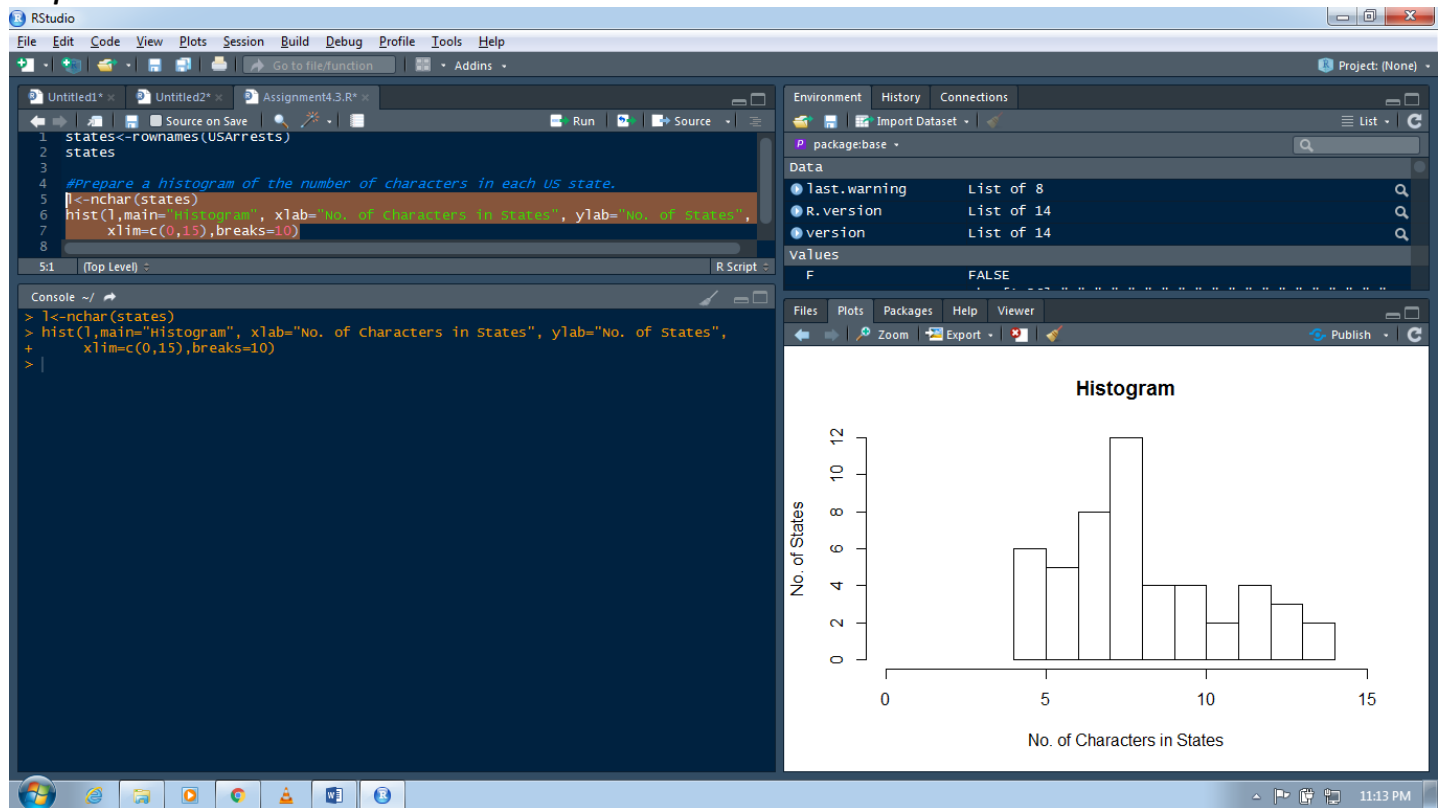 RStudio
File Edit Code View Plots Session Build Debug Profile Tools Help
Go to file/function Addins Project: (None)
Untitled1* Untitled2* Assignment4.3.R*
Source on Save Run Source
1 states<-rownames(USArrests)
2 states
3
4 #Prepare a histogram of the number of characters in each US state.
5 l<-nchar(states)
6 hist(l,main="Histogram", xlab="No. of Characters in States", ylab="No. of States",
7 xlim=c(0,15),breaks=10)
8
5:1 (Top Level) R Script
Console ~/
> l<-nchar(states)
> hist(l,main="Histogram", xlab="No. of Characters in States", ylab="No. of States",
+ xlim=c(0,15),breaks=10)
>
Environment History Connections
Import Dataset List
package:base
Data
last.warning List of 8
R.version List of 14
version List of 14
Values
F FALSE
Files Plots Packages Help Viewer
Zoom Export Publish
Histogram
No. of States
12
10
8
6
4
2
0
0 5 10 15
No. of Characters in States
11:13 PM